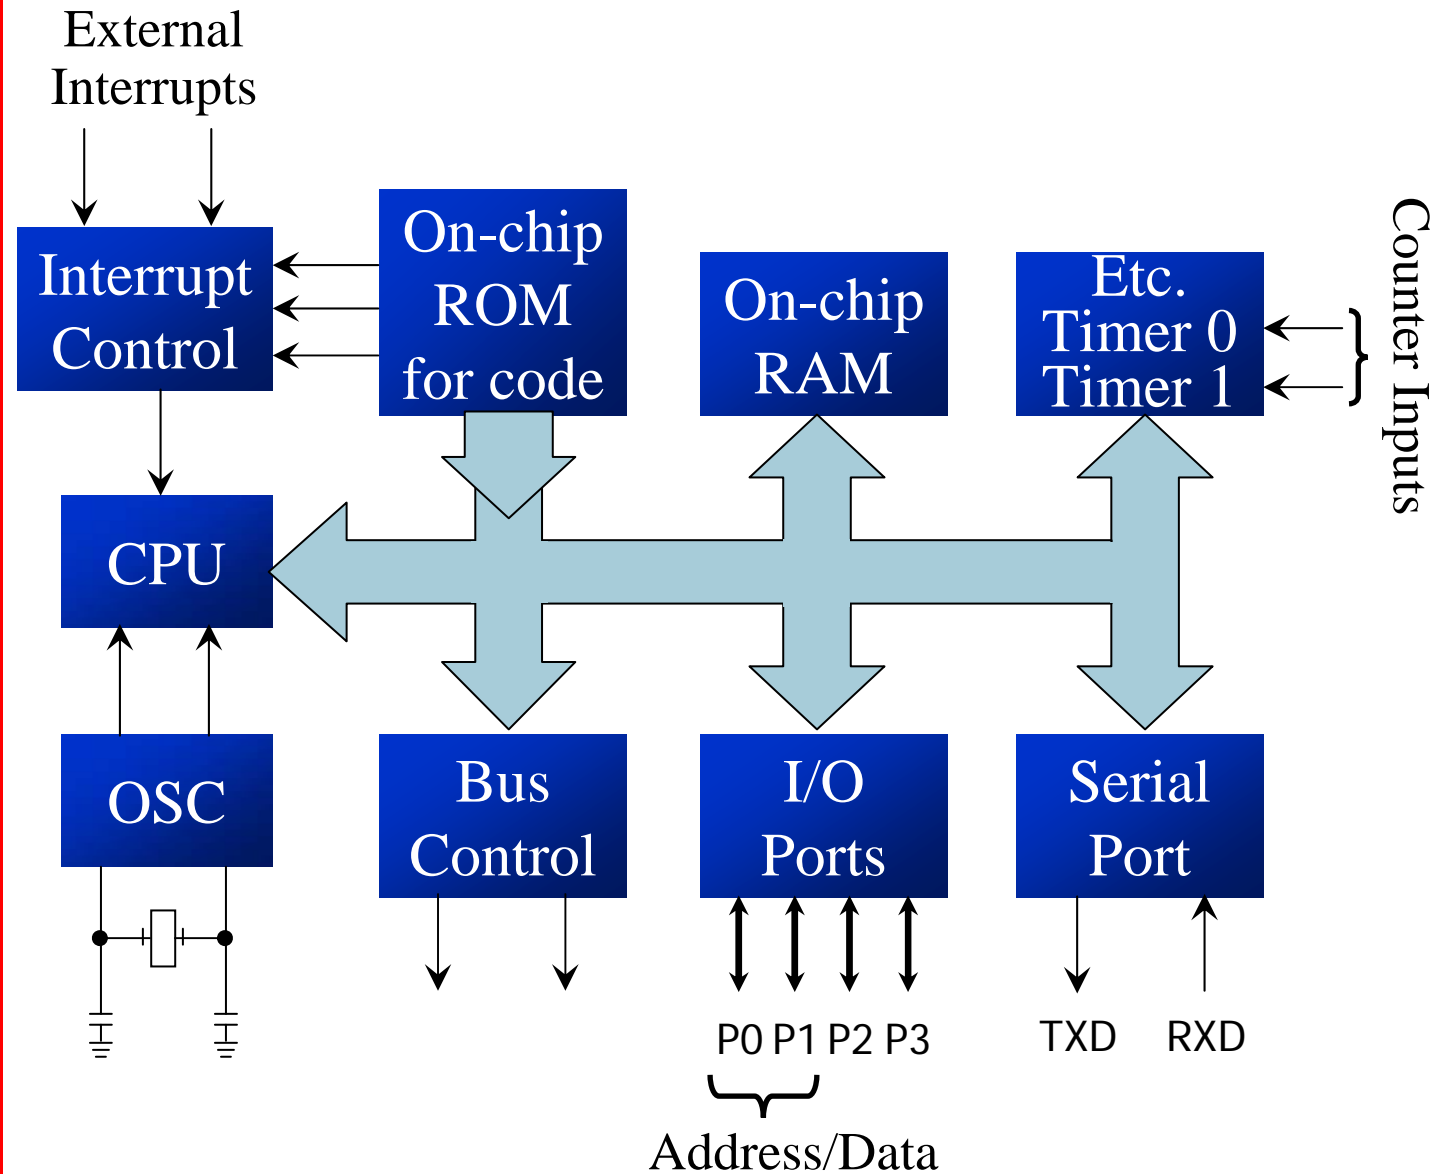 External
Interrupts
Interrupt
Control
On-chip
ROM
for code
On-chip
RAM
Etc.
Timer 0
Timer 1
Counter Inputs
CPU
OSC
Bus
Control
I/O
Ports
Serial
Port
P0 P1 P2 P3
TXD RXD
Address/Data